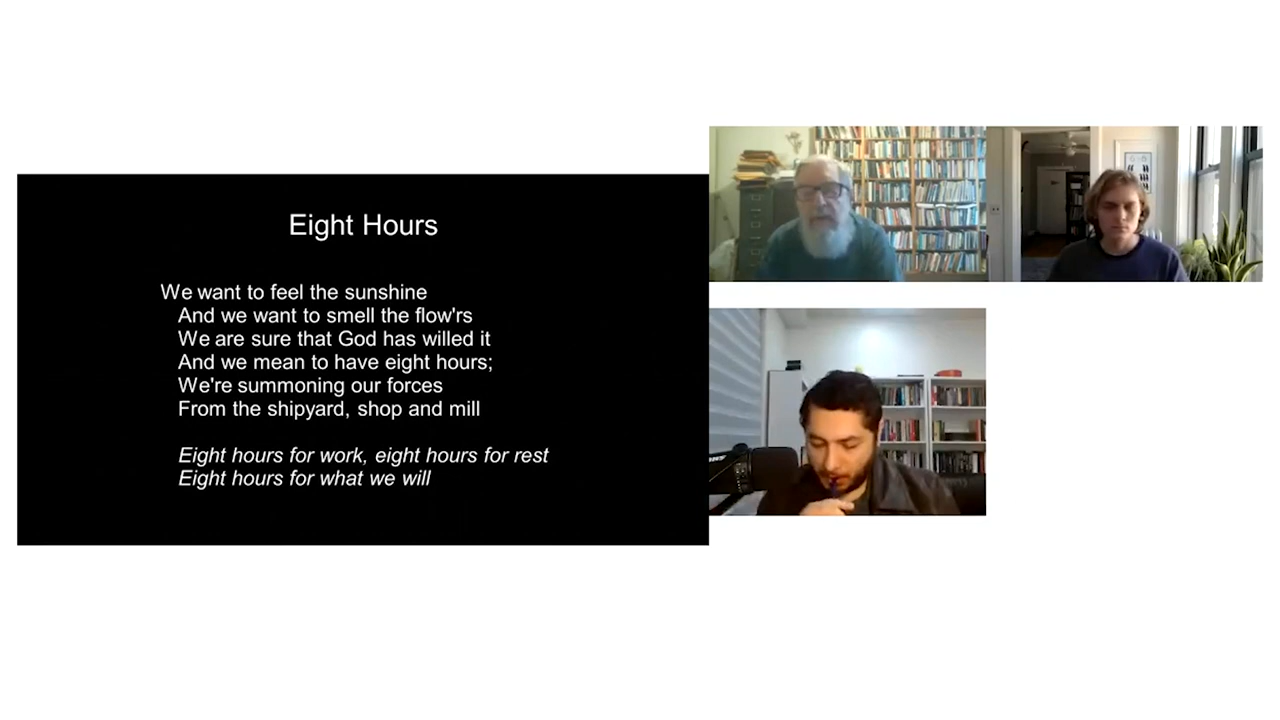 Eight Hours
We want to feel the sunshine
And we want to smell the flow'rs
We are sure that God has willed it
And we mean to have eight hours;
We're summoning our forces
From the shipyard, shop and mill
Eight hours for work, eight hours for rest
Eight hours for what we will